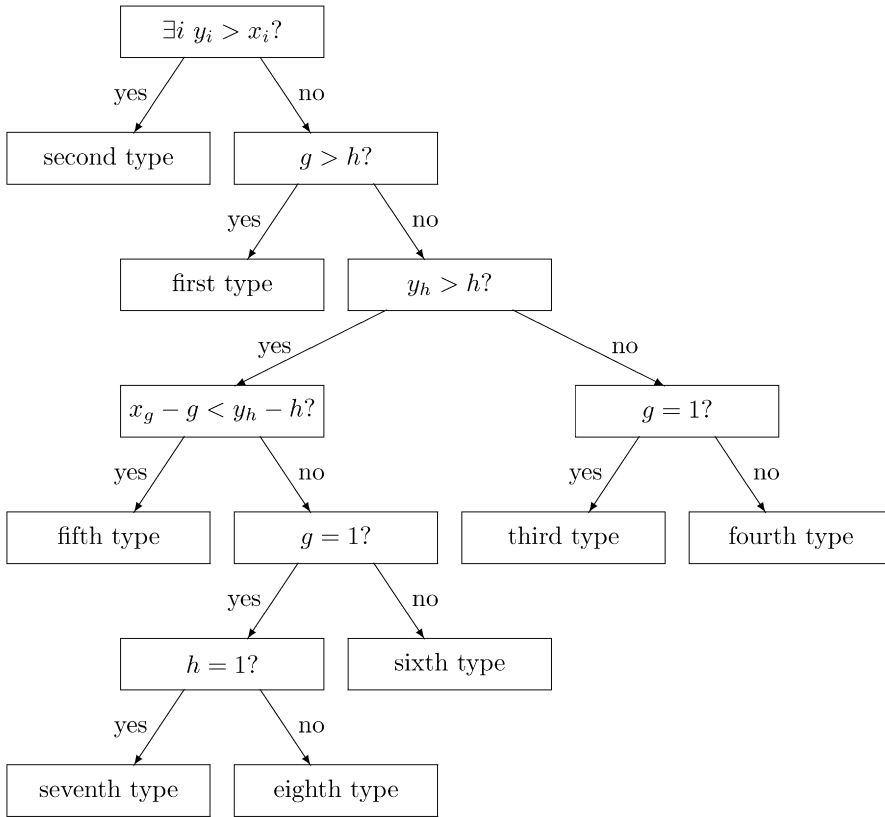 ∃i y_i > x_i?
yes
no
second type
g > h?
yes
no
first type
y_h > h?
yes
no
x_g − g < y_h − h?
g = 1?
yes
no
yes
no
fifth type
g = 1?
third type
fourth type
yes
no
h = 1?
sixth type
yes
no
seventh type
eighth type